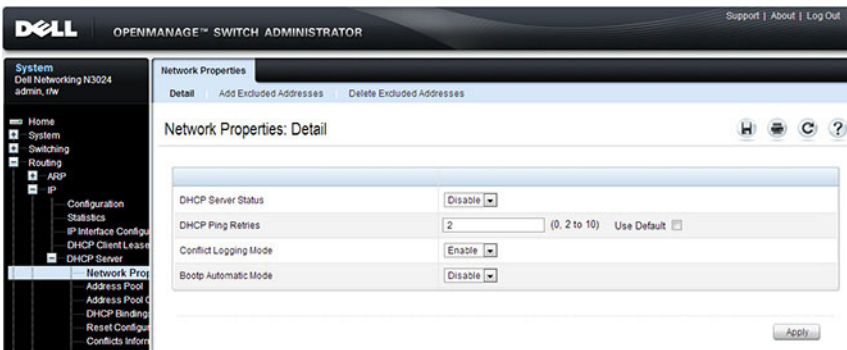 Support | About | Log Out
DELL OPENMANAGE™ SWITCH ADMINISTRATOR
System
Dell Networking N3024
admin, r/w
Home
System
Switching
Routing
ARP
IP
Configuration
Statistics
IP Interface Configu
DHCP Client Lease
DHCP Server
Network Prop
Address Pool
Address Pool
DHCP Binding
Reset Configur
Conflicts Inform
Network Properties
Detail Add Excluded Addresses Delete Excluded Addresses
Network Properties: Detail
DHCP Server Status Disable
DHCP Ping Retries 2 (0, 2 to 10) Use Default
Conflict Logging Mode Enable
Bootp Automatic Mode Disable
Apply